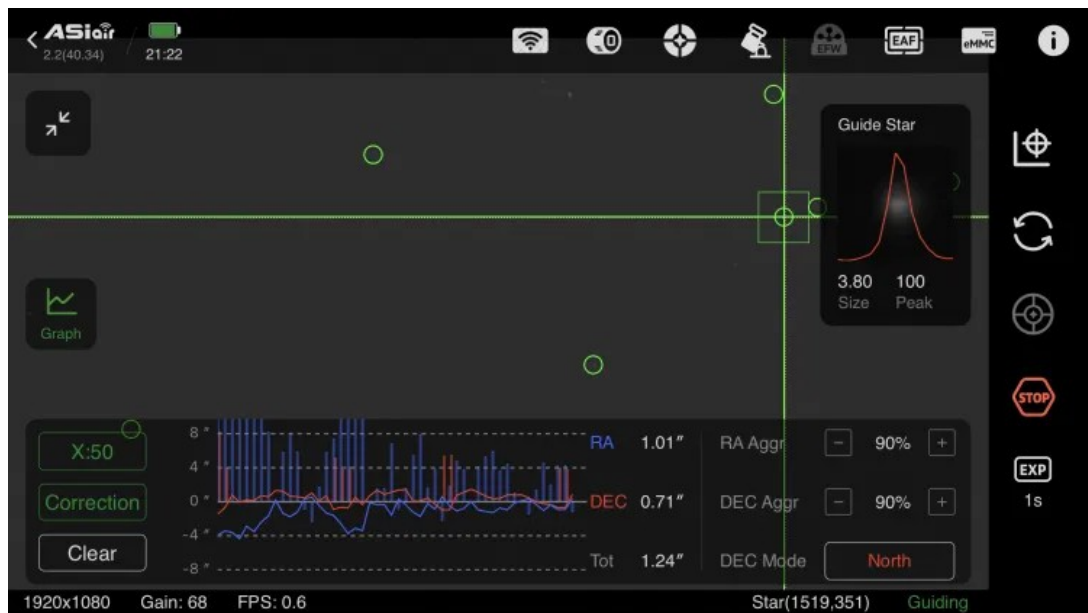 ASiair
2.2(40.34)
21:22
EFW
EAF
eMMC
Guide Star
3.80 100
Size Peak
Graph
STOP
EXP
1s
X:50
Correction
Clear
8 "
4 "
0 "
-4 "
-8 "
RA 1.01"
DEC 0.71"
Tot 1.24"
RA Aggr - 90% +
DEC Aggr - 90% +
DEC Mode North
1920x1080 Gain: 68 FPS: 0.6 Star(1519,351) Guiding